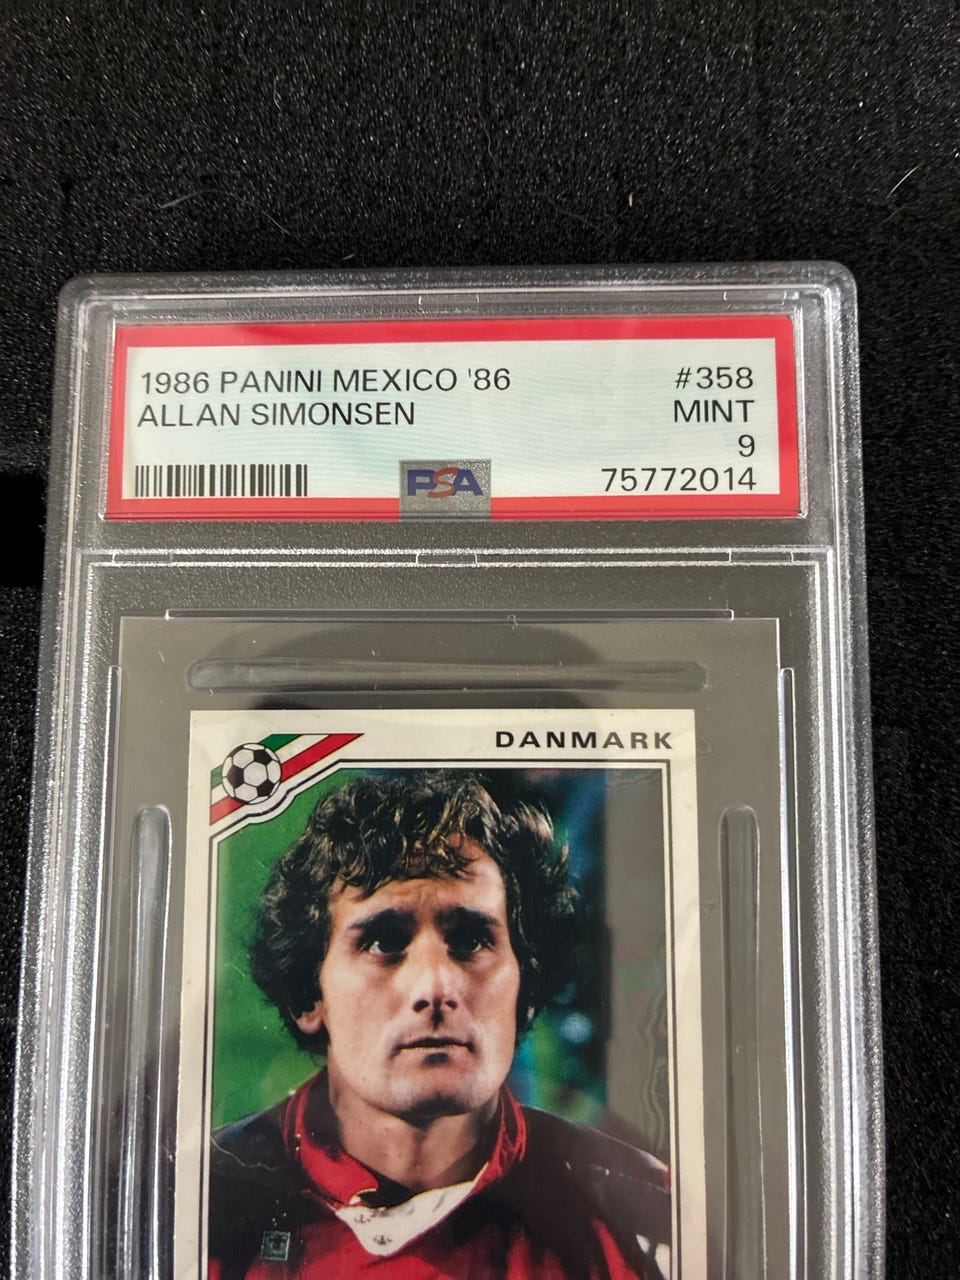 1986 PANINI MEXICO '86 #358
ALLAN SIMONSEN MINT
9
PSA 75772014
DANMARK